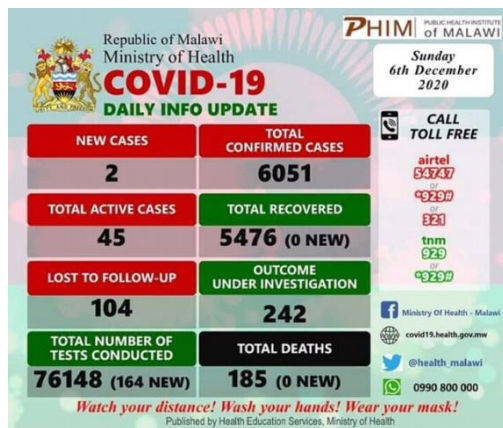 Republic of Malawi
Ministry of Health
COVID-19
DAILY INFO UPDATE
PHIM PUBLIC HEALTH INSTITUTE
of MALAWI
Sunday
6th December
2020
NEW CASES
2
TOTAL
CONFIRMED CASES
6051
TOTAL ACTIVE CASES
45
TOTAL RECOVERED
5476 (0 NEW)
LOST TO FOLLOW-UP
104
OUTCOME
UNDER INVESTIGATION
242
TOTAL NUMBER OF
TESTS CONDUCTED
76148 (164 NEW)
TOTAL DEATHS
185 (0 NEW)
CALL
TOLL FREE
airtel
54747
or
*929#
or
321
tnm
929
or
*929#
Ministry Of Health - Malawi
covid19.health.gov.mw
@health_malawi
0990 800 000
Watch your distance! Wash your hands! Wear your mask!
Published by Health Education Services, Ministry of Health